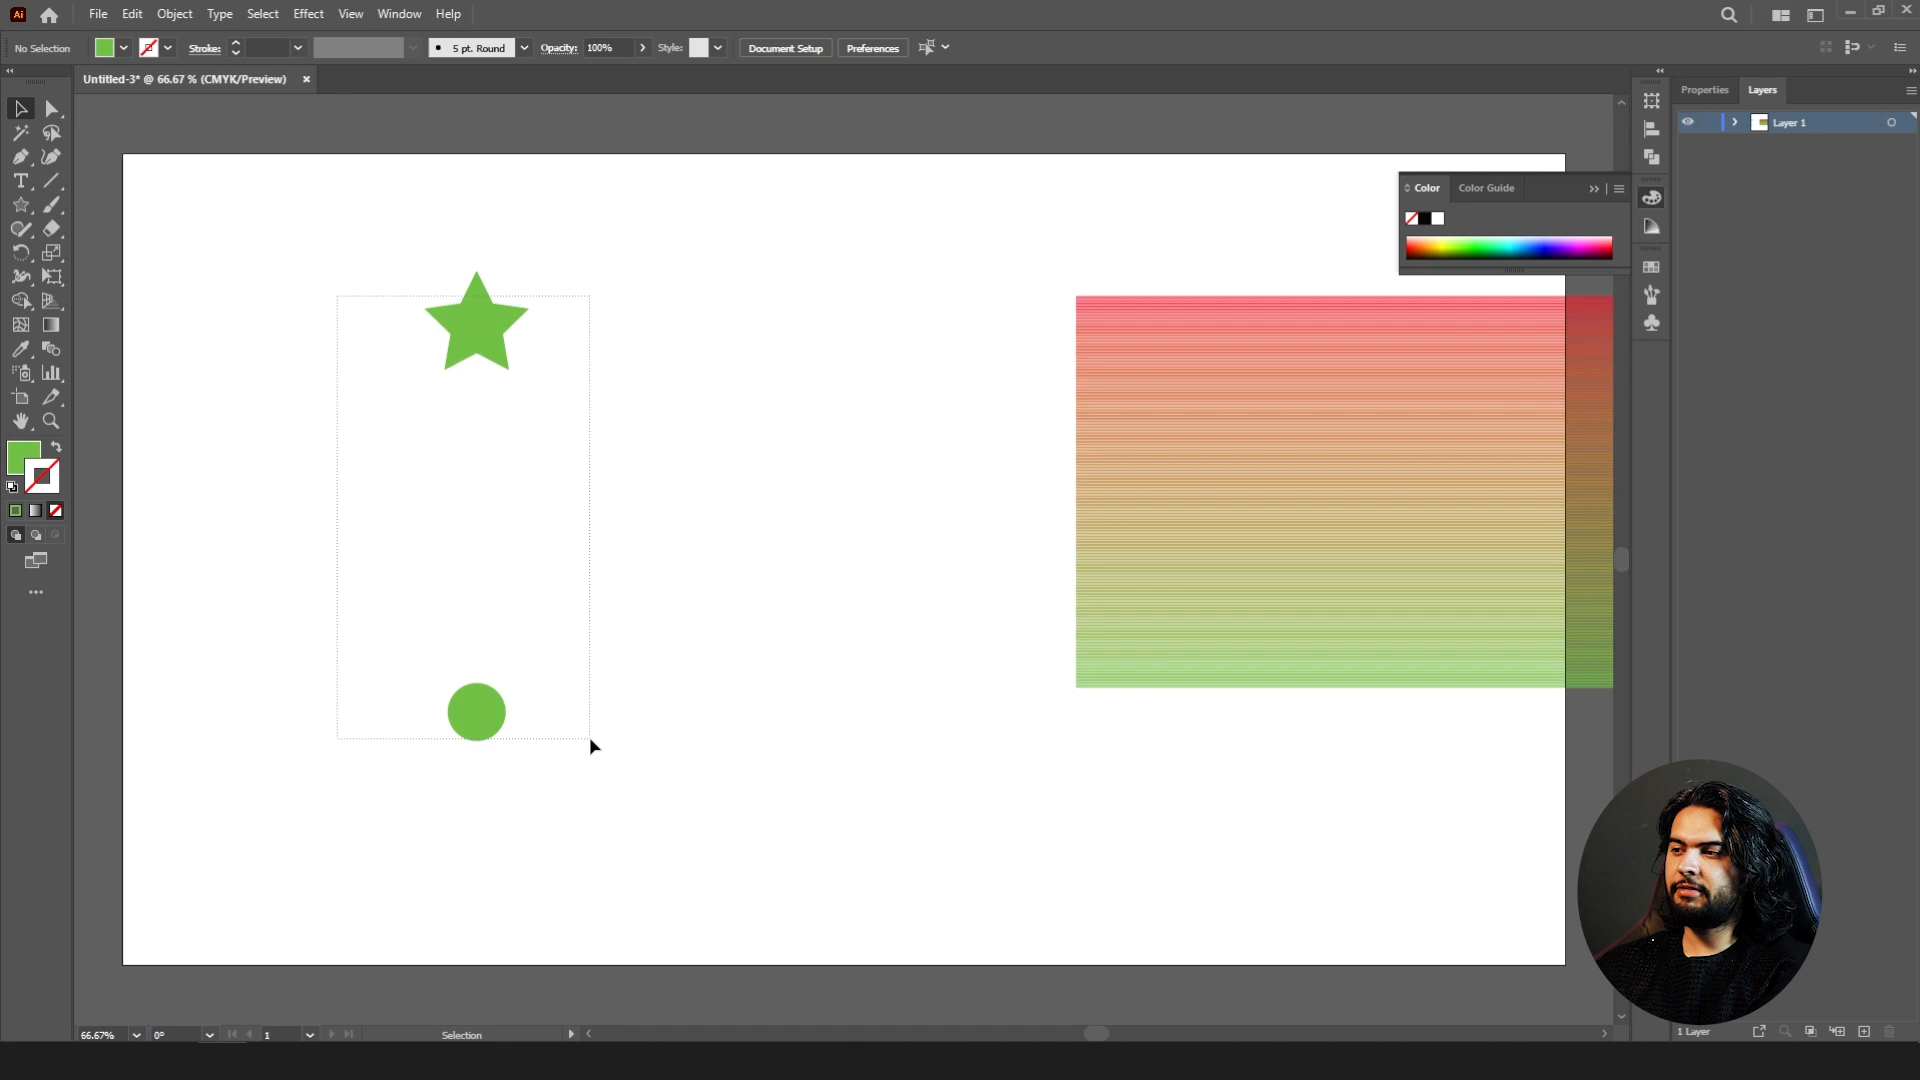 Ai File Edit Object Type Select Effect View Window Help
No Selection Stroke: 5 pt. Round Opacity: 100% Style: Document Setup Preferences
Untitled-3* @ 66.67 % (CMYK/Preview) ×
Properties Layers
Layer 1
Color Color Guide
66.67% 0° 1 Selection
1 Layer